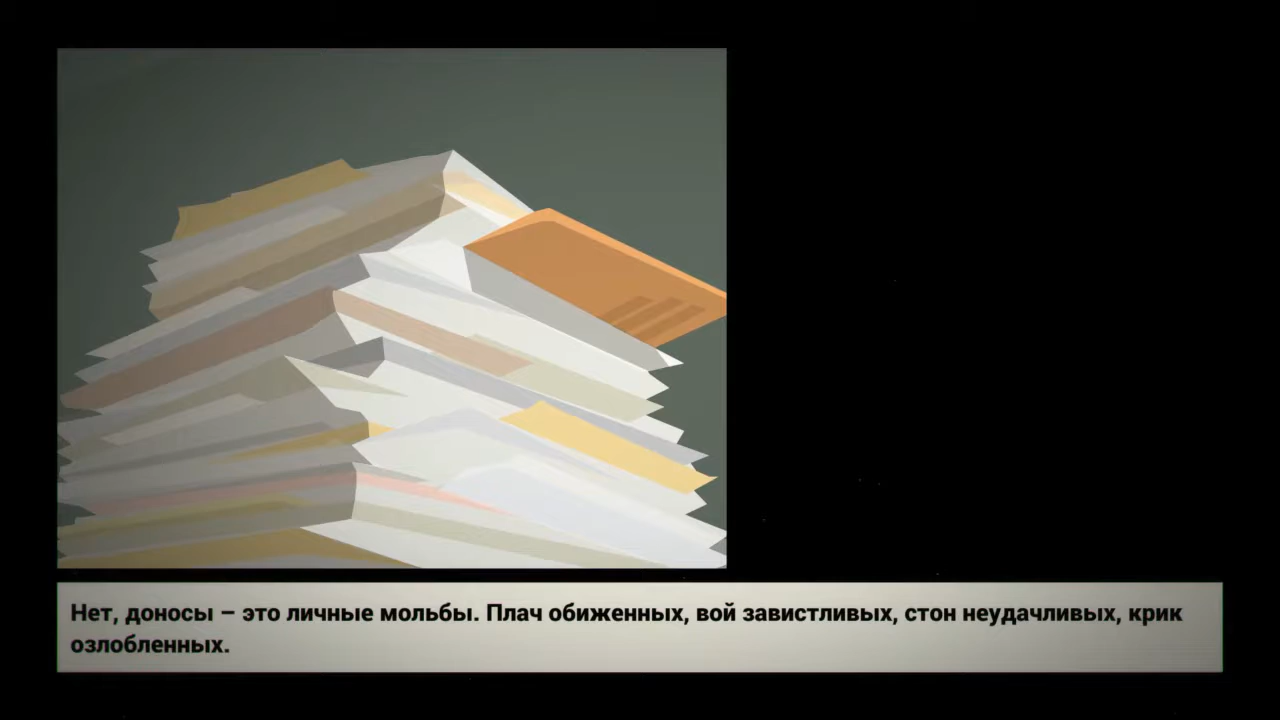 Нет, доносы – это личные мольбы. Плач обиженных, вой завистливых, стон неудачливых, крик
озлобленных.